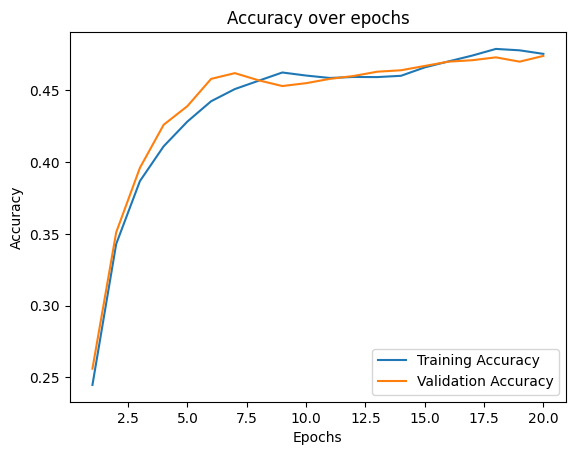 Accuracy over epochs
Accuracy
0.45
0.40
0.35
0.30
0.25
Training Accuracy
Validation Accuracy
2.5 5.0 7.5 10.0 12.5 15.0 17.5 20.0
Epochs